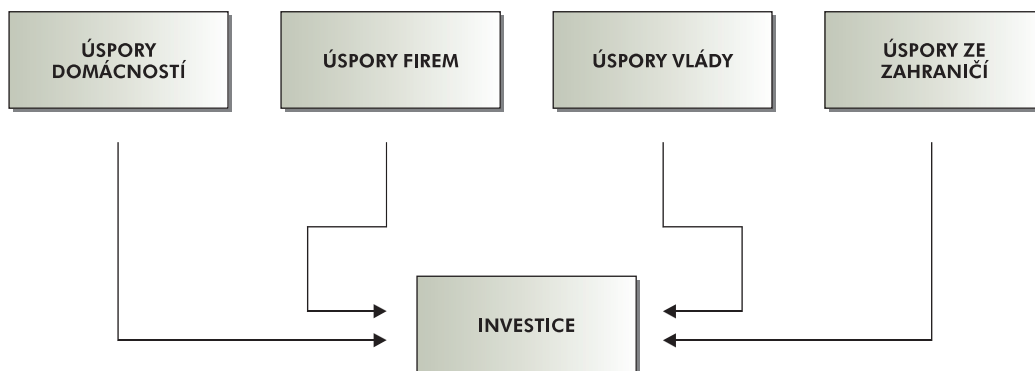 ÚSPORY
DOMÁCNOSTÍ
ÚSPORY FIREM
ÚSPORY VLÁDY
ÚSPORY ZE
ZAHRANIČÍ
INVESTICE